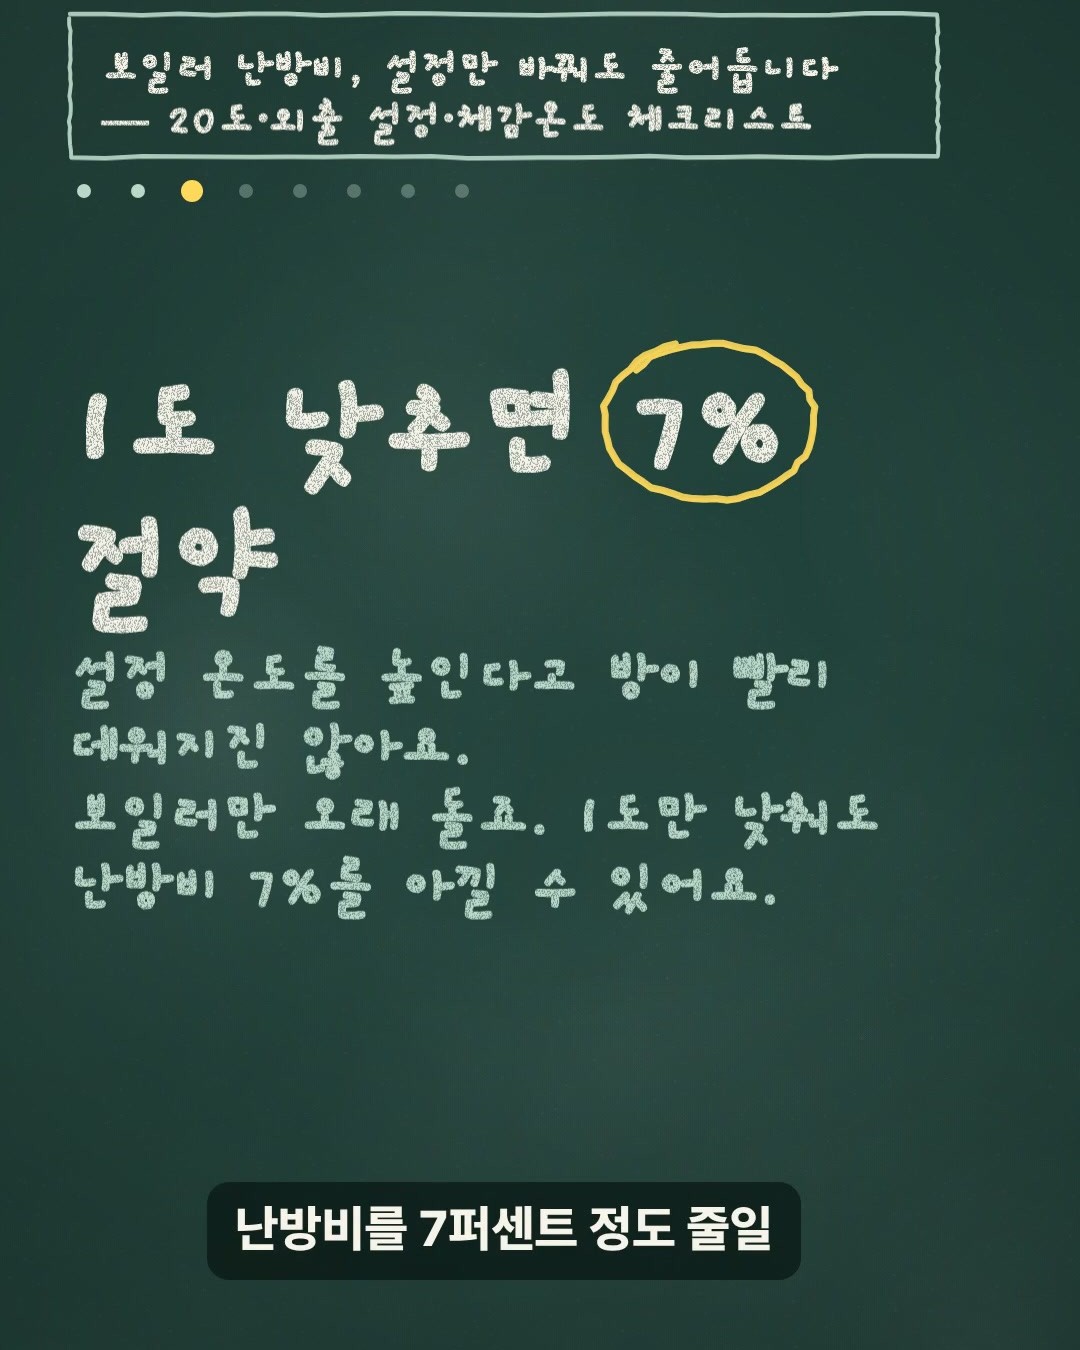 보일러 난방비, 설정만 바꿔도 줄어듭니다
— 20도·외출 설정·체감온도 체크리스트
1도 낮추면 7%
절약
설정 온도를 높인다고 방이 빨리
데워지진 않아요.
보일러만 오래 돌죠. 1도만 낮춰도
난방비 7%를 아낄 수 있어요.
난방비를 7퍼센트 정도 줄일